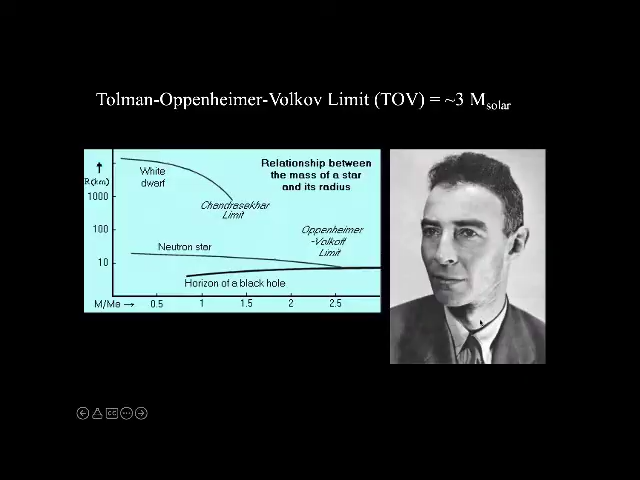 Tolman-Oppenheimer-Volkov Limit (TOV) = ~3 Msolar
Relationship between
the mass of a star
and its radius
R(km)
1000
100
10
White
dwarf
Chandrasekhar
Limit
Oppenheimer
-Volkoff
Limit
Neutron star
Horizon of a black hole
M/Me → 0.5 1 1.5 2 2.5
CC